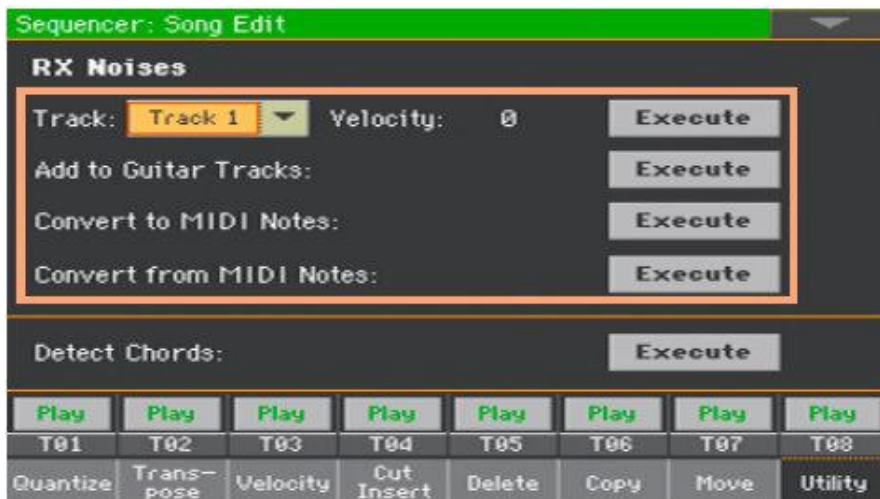 Sequencer: Song Edit
RX Noises
Track: Track 1 Velocity: 0 Execute
Add to Guitar Tracks: Execute
Convert to MIDI Notes: Execute
Convert from MIDI Notes: Execute
Detect Chords: Execute
Play Play Play Play Play Play Play Play
T01 T02 T03 T04 T05 T06 T07 T08
Quantize Trans-pose Velocity Cut Insert Delete Copy Move Utility